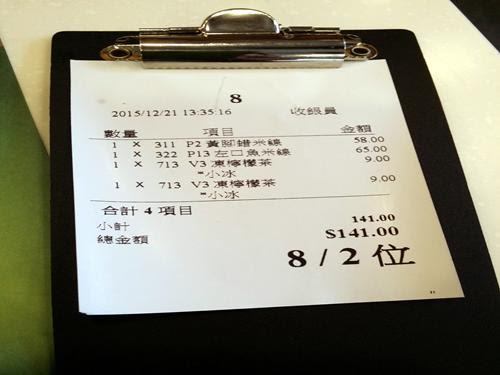 8
2015/12/21 13:35:16 收銀員
數量 項目 金額
1 × 311 P2 黃腳鱲米線 58.00
1 × 322 P13 左口魚米線 65.00
1 × 713 V3 凍檸檬茶 9.00
*小冰
1 × 713 V3 凍檸檬茶 9.00
*小冰
合計 4 項目
小計 141.00
總金額 $141.00
8 / 2 位